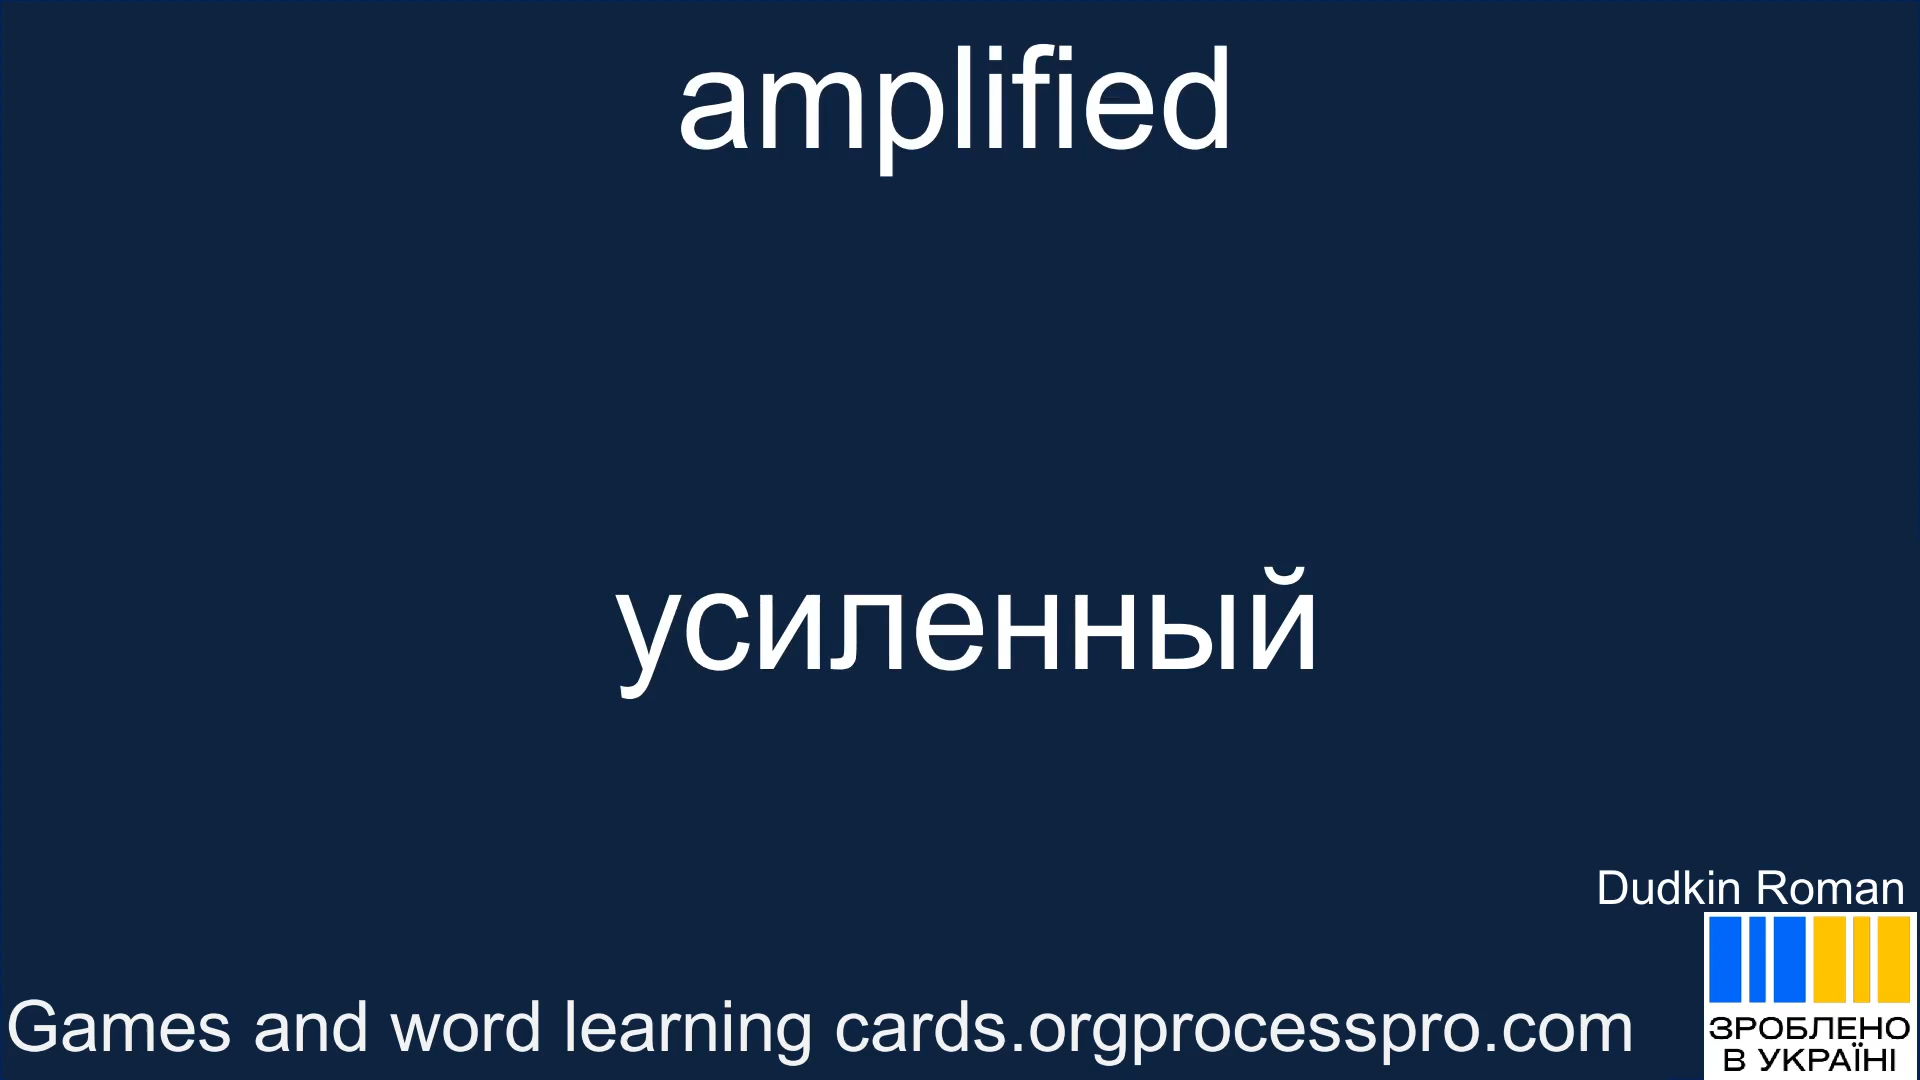 amplified
усиленный
Dudkin Roman
Games and word learning cards.orgprocesspro.com
ЗРОБЛЕНО
В УКРАЇНІ